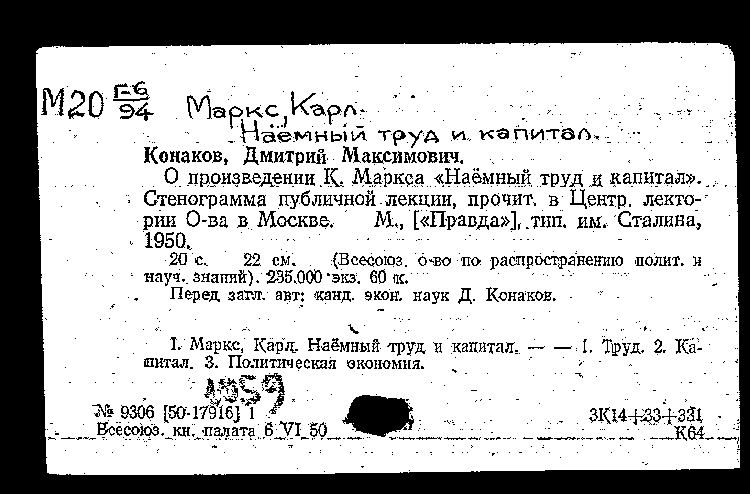 М20 Е6/94 Маркс, Карл.
Наёмный труд и капитал.
Конаков, Дмитрий Максимович.
О произведении К. Маркса «Наёмный труд и капитал».
Стенограмма публичной лекции, прочит. в Центр. лекто-
рии О-ва в Москве. М., [«Правда»], тип. им. Сталина,
1950.
20 с. 22 см. (Всесоюз. о-во по распространению полит. и
науч. знаний). 235.000 экз. 60 к.
Перед загл. авт: канд. экон. наук Д. Конаков.
I. Маркс, Карл. Наёмный труд и капитал. — — 1. Труд. 2. Ка-
питал. 3. Политическая экономия.
№ 9306 [50-17916] 1 3К14+33+331
Всесоюз. кн. палата 6 VI 50 К64